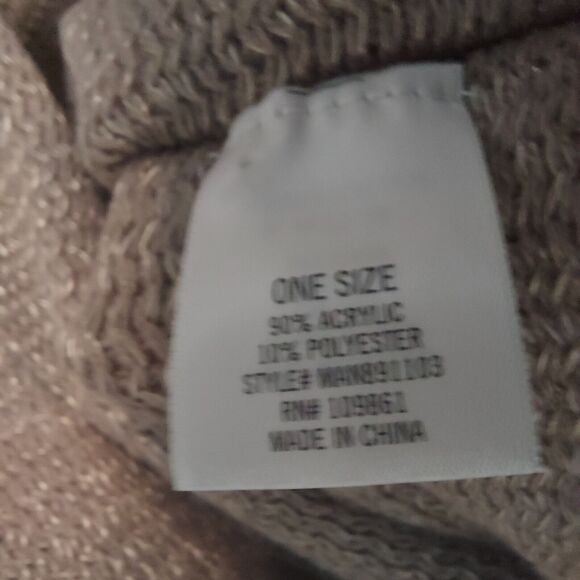 ONE SIZE
90% ACRYLIC
10% POLYESTER
STYLE# WAN891103
RN# 109861
MADE IN CHINA